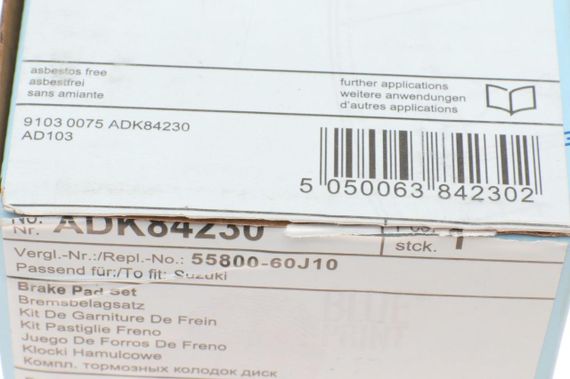 asbestos free
asbestfrei
sans amiante
further applications
weitere anwendungen
d'autres applications
9103 0075 ADK84230
AD103
5 050063 842302
No.
Nr. ADK84230
stck. 1
Vergl.-Nr.:/Repl.-No.: 55800-60J10
Passend für:/To fit: Suzuki
Brake Pad Set
Bremsbelagsatz
Kit De Garniture De Frein
Kit Pastiglie Freno
Juego De Forros De Freno
Klocki Hamulcowe
Компл. тормозных колодок диск
BLUE
PRINT